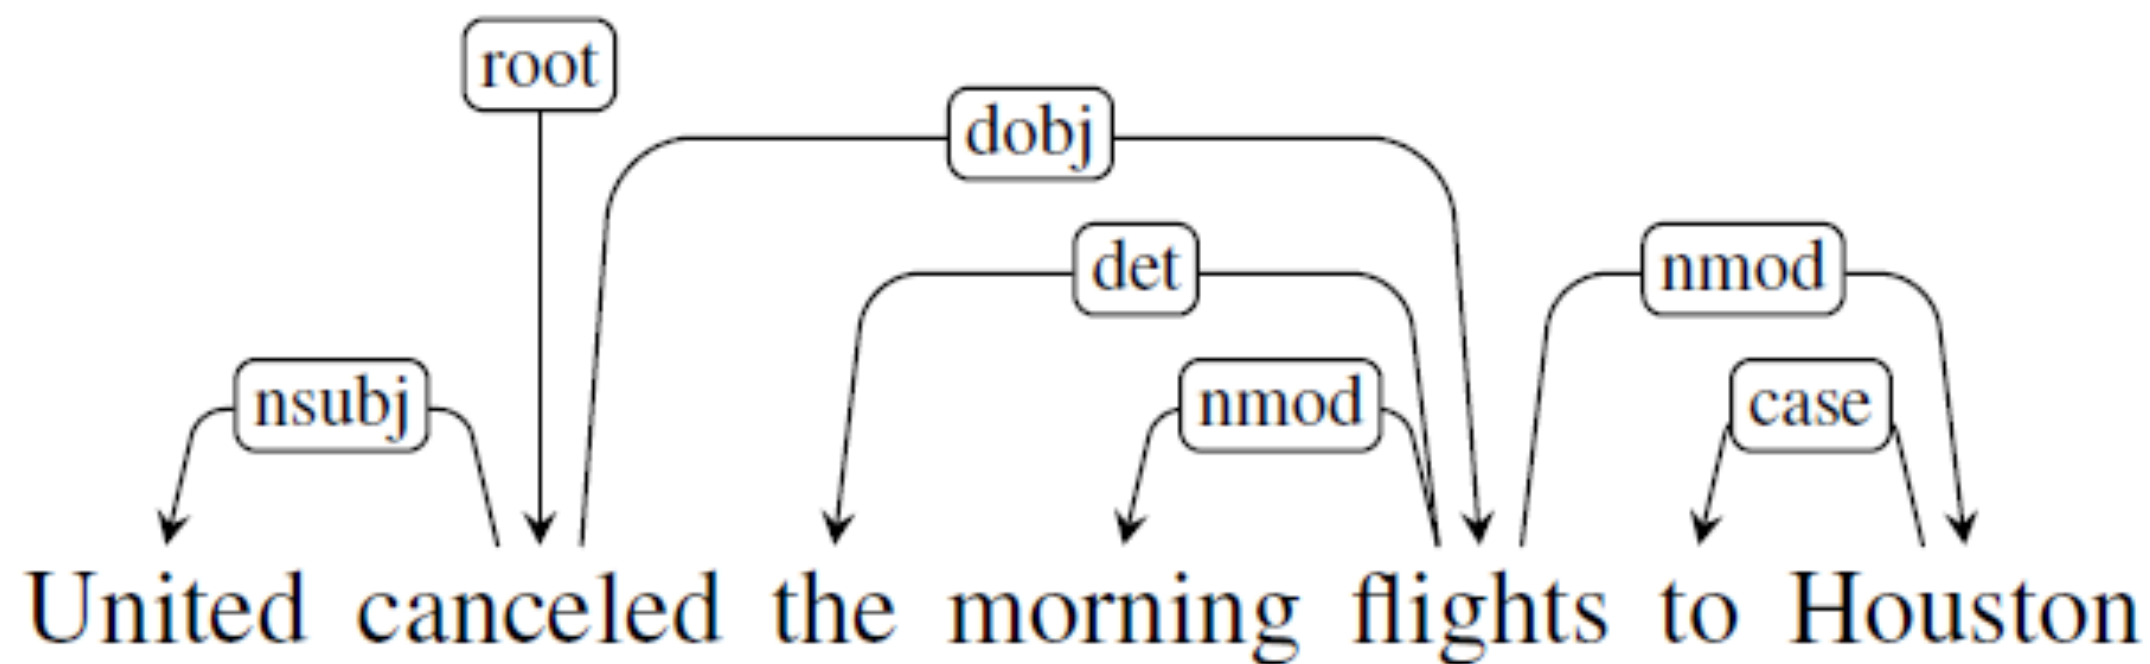 root
dobj
det nmod
nsubj nmod case
United canceled the morning flights to Houston